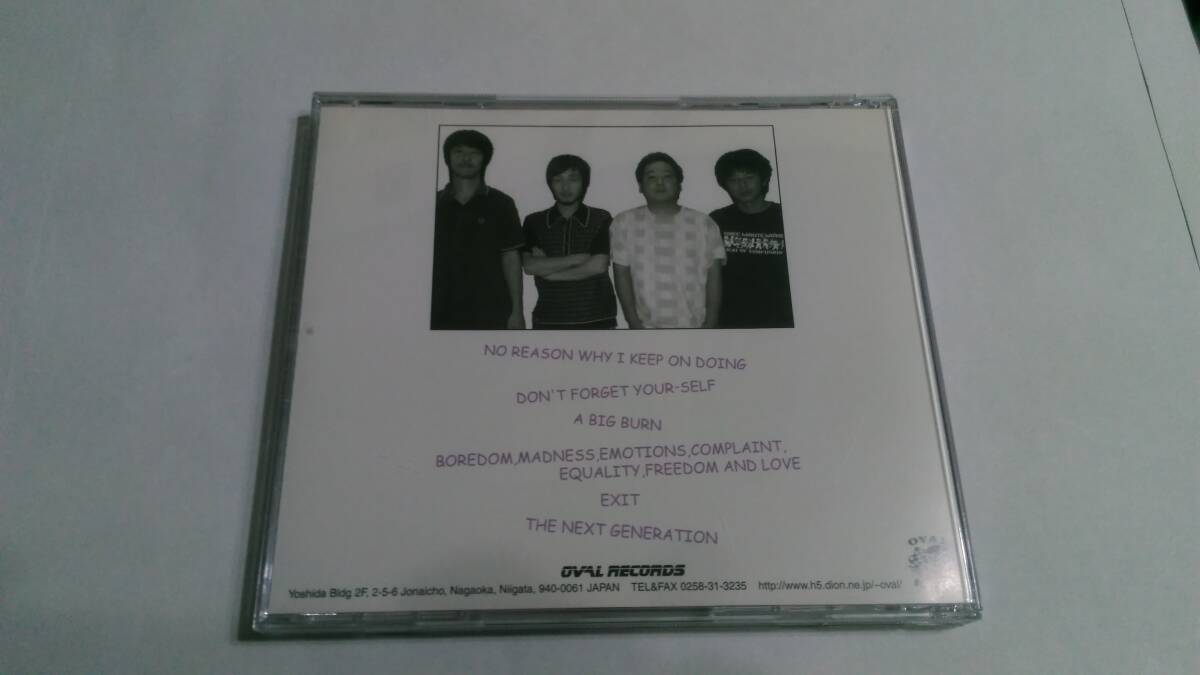 NO REASON WHY I KEEP ON DOING
DON'T FORGET YOUR-SELF
A BIG BURN
BOREDOM,MADNESS,EMOTIONS,COMPLAINT,
EQUALITY,FREEDOM AND LOVE
EXIT
THE NEXT GENERATION
OVAL RECORDS
OVAL
Yoshida Bldg 2F, 2-5-6 Jonaicho, Nagaoka, Niigata, 940-0061 JAPAN TEL&FAX 0258-31-3235 http://www.h5.dion.ne.jp/~oval/